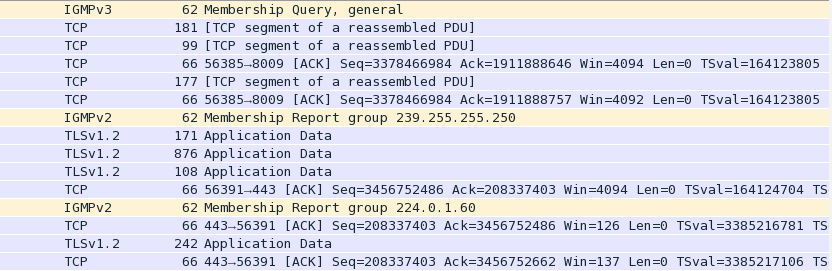 IGMPv3 62 Membership Query, general
TCP 181 [TCP segment of a reassembled PDU]
TCP 99 [TCP segment of a reassembled PDU]
TCP 66 56385→8009 [ACK] Seq=3378466984 Ack=1911888646 Win=4094 Len=0 TSval=164123805
TCP 177 [TCP segment of a reassembled PDU]
TCP 66 56385→8009 [ACK] Seq=3378466984 Ack=1911888757 Win=4092 Len=0 TSval=164123805
IGMPv2 62 Membership Report group 239.255.255.250
TLSv1.2 171 Application Data
TLSv1.2 876 Application Data
TLSv1.2 108 Application Data
TCP 66 56391→443 [ACK] Seq=3456752486 Ack=208337403 Win=4094 Len=0 TSval=164124704 TS
IGMPv2 62 Membership Report group 224.0.1.60
TCP 66 443→56391 [ACK] Seq=208337403 Ack=3456752486 Win=126 Len=0 TSval=3385216781 TS
TLSv1.2 242 Application Data
TCP 66 443→56391 [ACK] Seq=208337403 Ack=3456752662 Win=137 Len=0 TSval=3385217106 TS